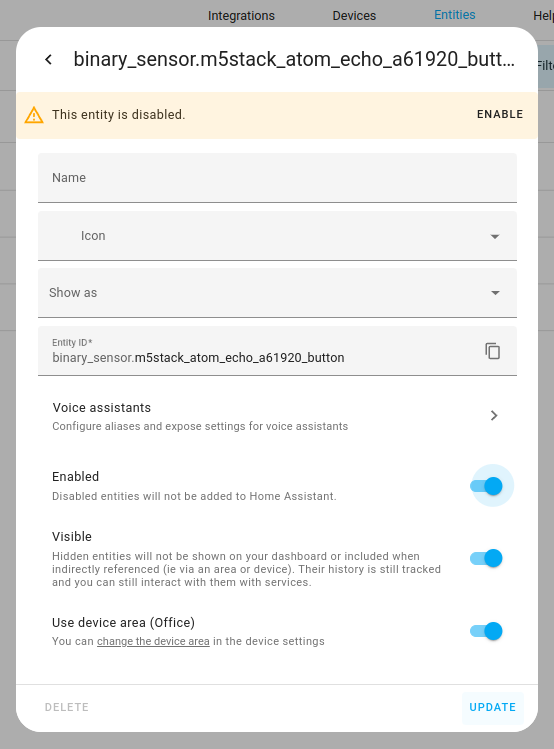 Integrations Devices Entities Help
binary_sensor.m5stack_atom_echo_a61920_butt...
Filte
This entity is disabled. ENABLE
Name
Icon
Show as
Entity ID*
binary_sensor.m5stack_atom_echo_a61920_button
Voice assistants
Configure aliases and expose settings for voice assistants
Enabled
Disabled entities will not be added to Home Assistant.
Visible
Hidden entities will not be shown on your dashboard or included when
indirectly referenced (ie via an area or device). Their history is still tracked
and you can still interact with them with services.
Use device area (Office)
You can change the device area in the device settings
DELETE UPDATE